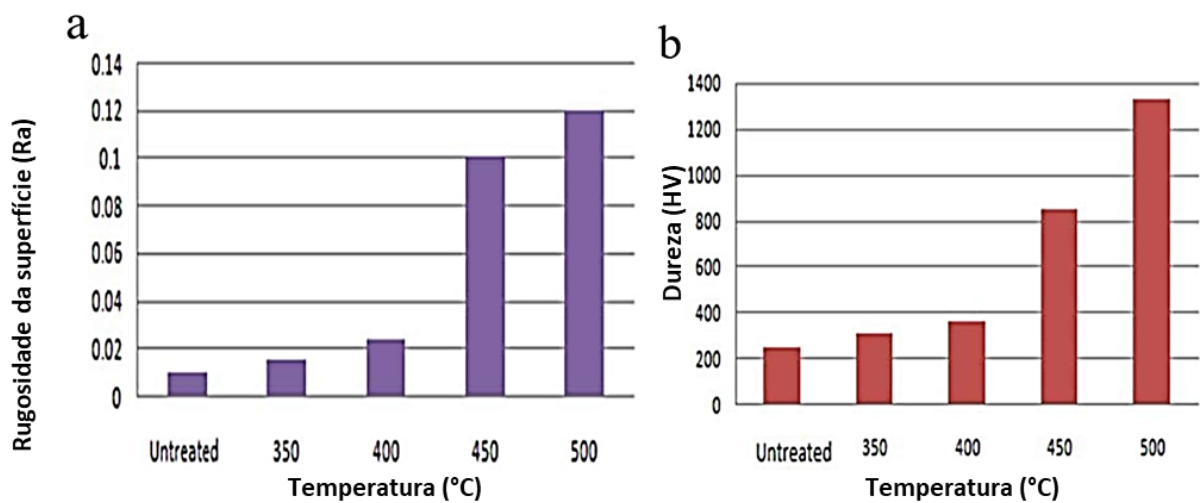 a
Rugosidade da superfície (Ra)
0.14
0.12
0.1
0.08
0.06
0.04
0.02
0
Untreated 350 400 450 500
Temperatura (°C)
b
Dureza (HV)
1400
1200
1000
800
600
400
200
0
Untreated 350 400 450 500
Temperatura (°C)